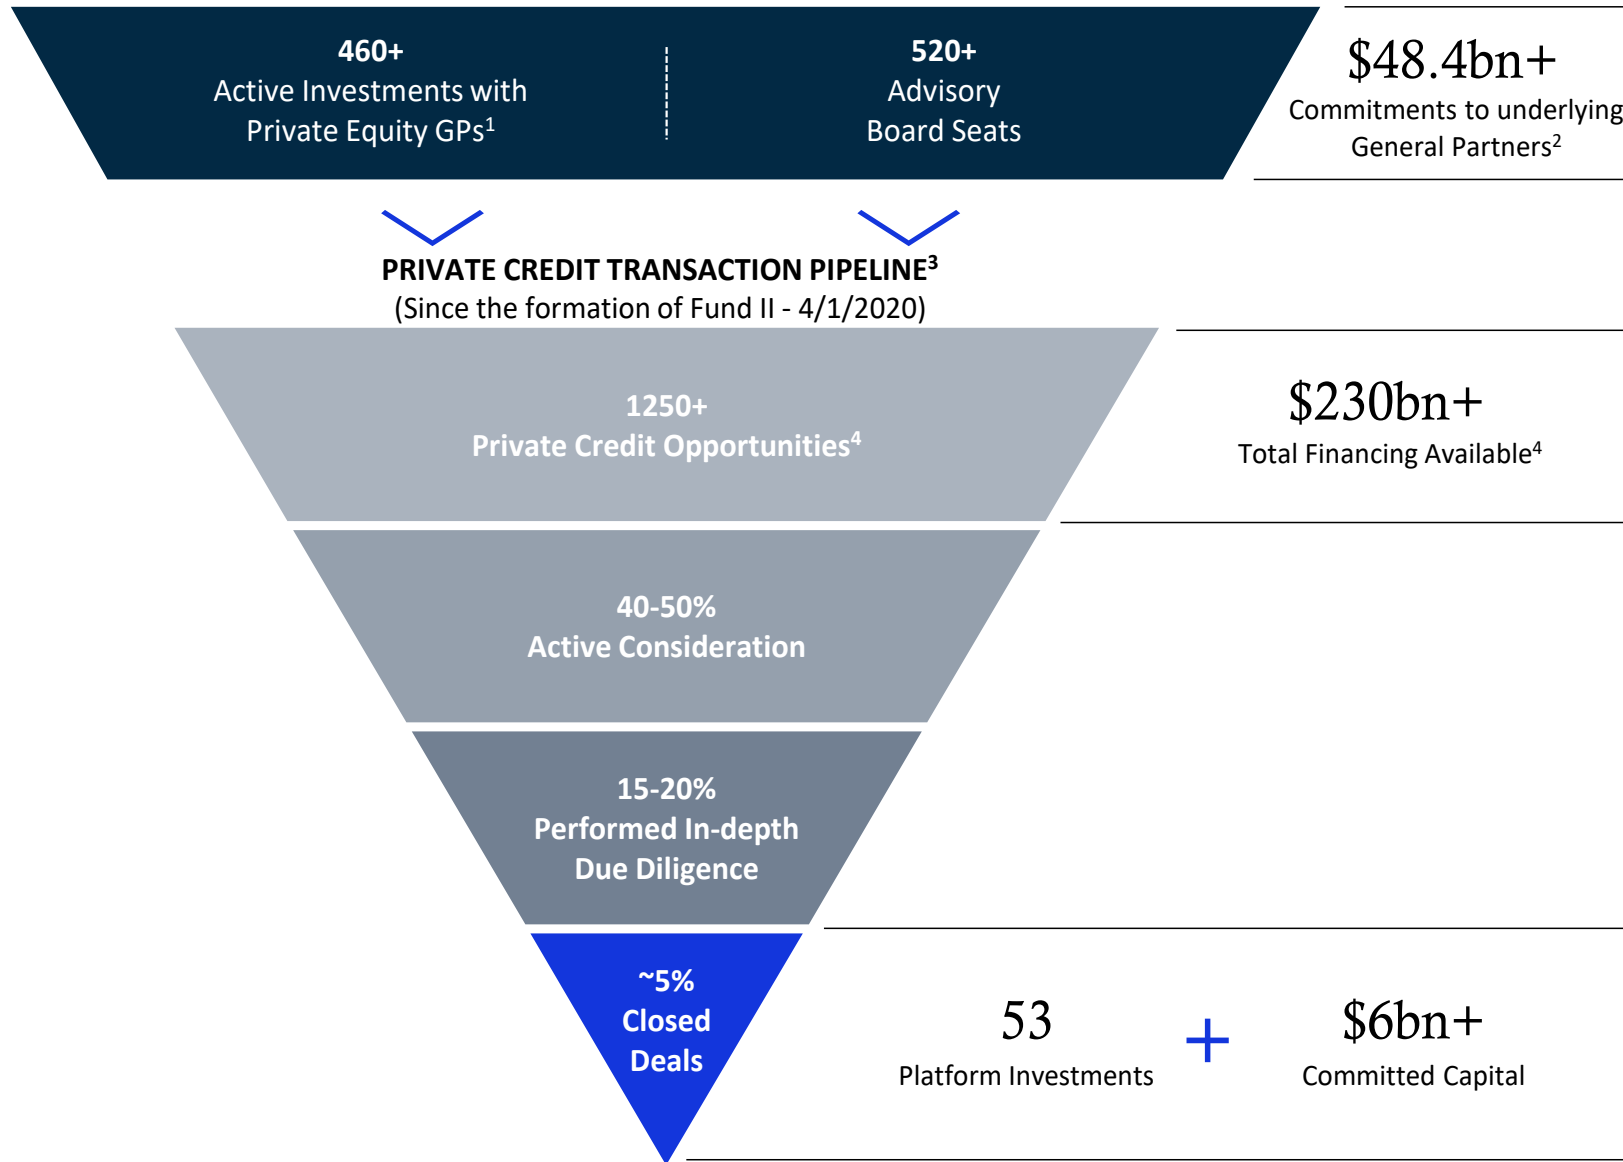 460+
Active Investments with
Private Equity GPs¹
520+
Advisory
Board Seats
$48.4bn+
Commitments to underlying
General Partners²
PRIVATE CREDIT TRANSACTION PIPELINE³
(Since the formation of Fund II - 4/1/2020)
1250+
Private Credit Opportunities⁴
$230bn+
Total Financing Available⁴
40-50%
Active Consideration
15-20%
Performed In-depth
Due Diligence
~5%
Closed
Deals
53
Platform Investments
+
$6bn+
Committed Capital